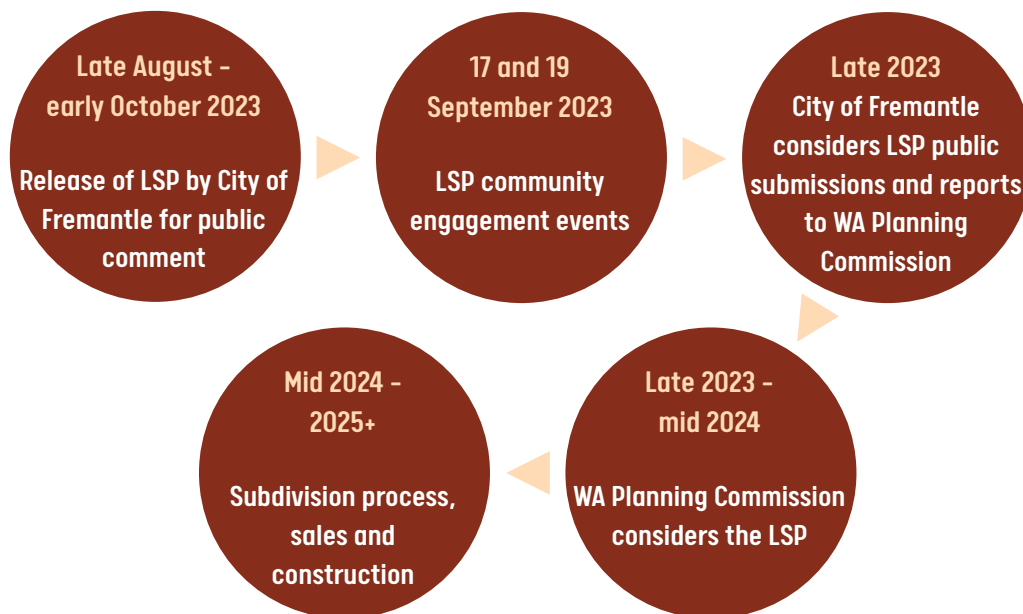 Late August -
early October 2023
Release of LSP by City of
Fremantle for public
comment
17 and 19
September 2023
LSP community
engagement events
Late 2023
City of Fremantle
considers LSP public
submissions and reports
to WA Planning
Commission
Late 2023 -
mid 2024
WA Planning Commission
considers the LSP
Mid 2024 -
2025+
Subdivision process,
sales and
construction